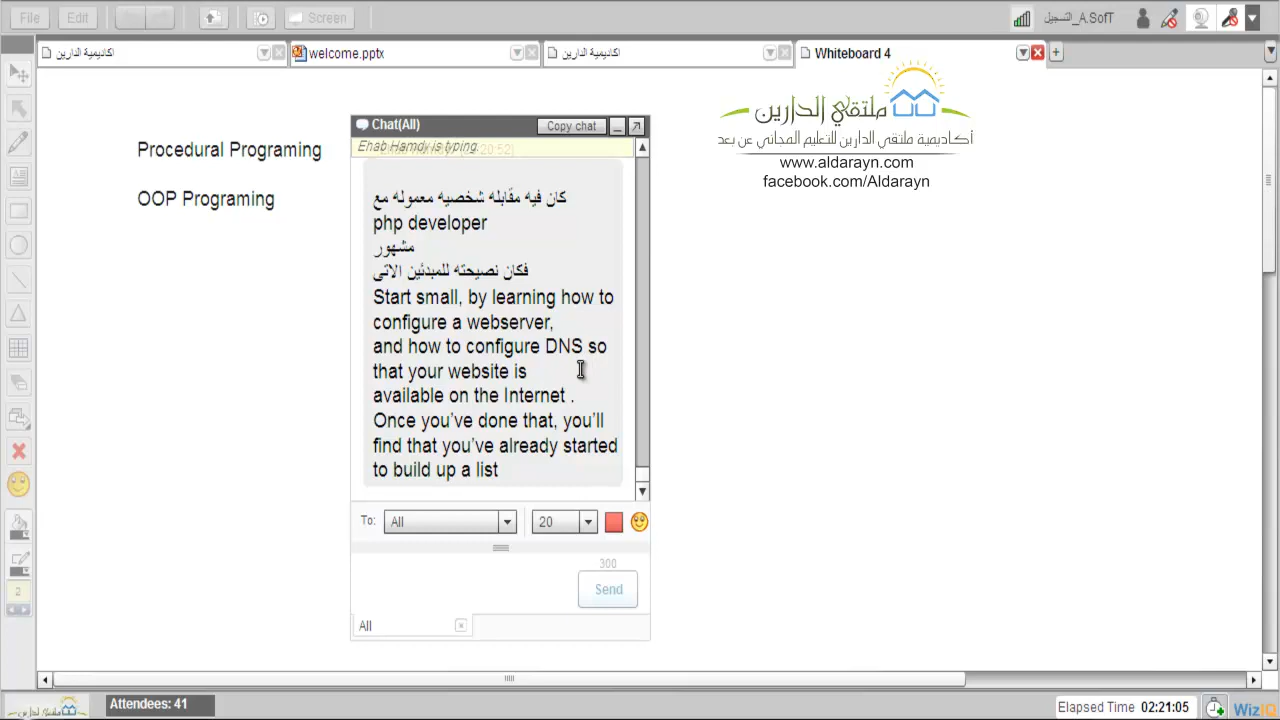 File
Edit
Screen
التسجيل_A.SofT
اكاديمية الدارين
welcome.pptx
اكاديمية الدارين
Whiteboard 4
ملتقى الدارين
أكاديمية ملتقى الدارين للتعليم المجاني عن بعد
www.aldarayn.com
facebook.com/Aldarayn
Procedural Programing
OOP Programing
Chat(All)
Copy chat
Ehab Hamdy is typing.
كان فيه مقابله شخصيه معموله مع
php developer
مشهور
فكان نصيحته للمبدئين الاتى
Start small, by learning how to
configure a webserver,
and how to configure DNS so
that your website is
available on the Internet .
Once you’ve done that, you’ll
find that you’ve already started
to build up a list
To:
All
20
300
Send
All
2
Attendees: 41
Elapsed Time 02:21:05
WizIQ